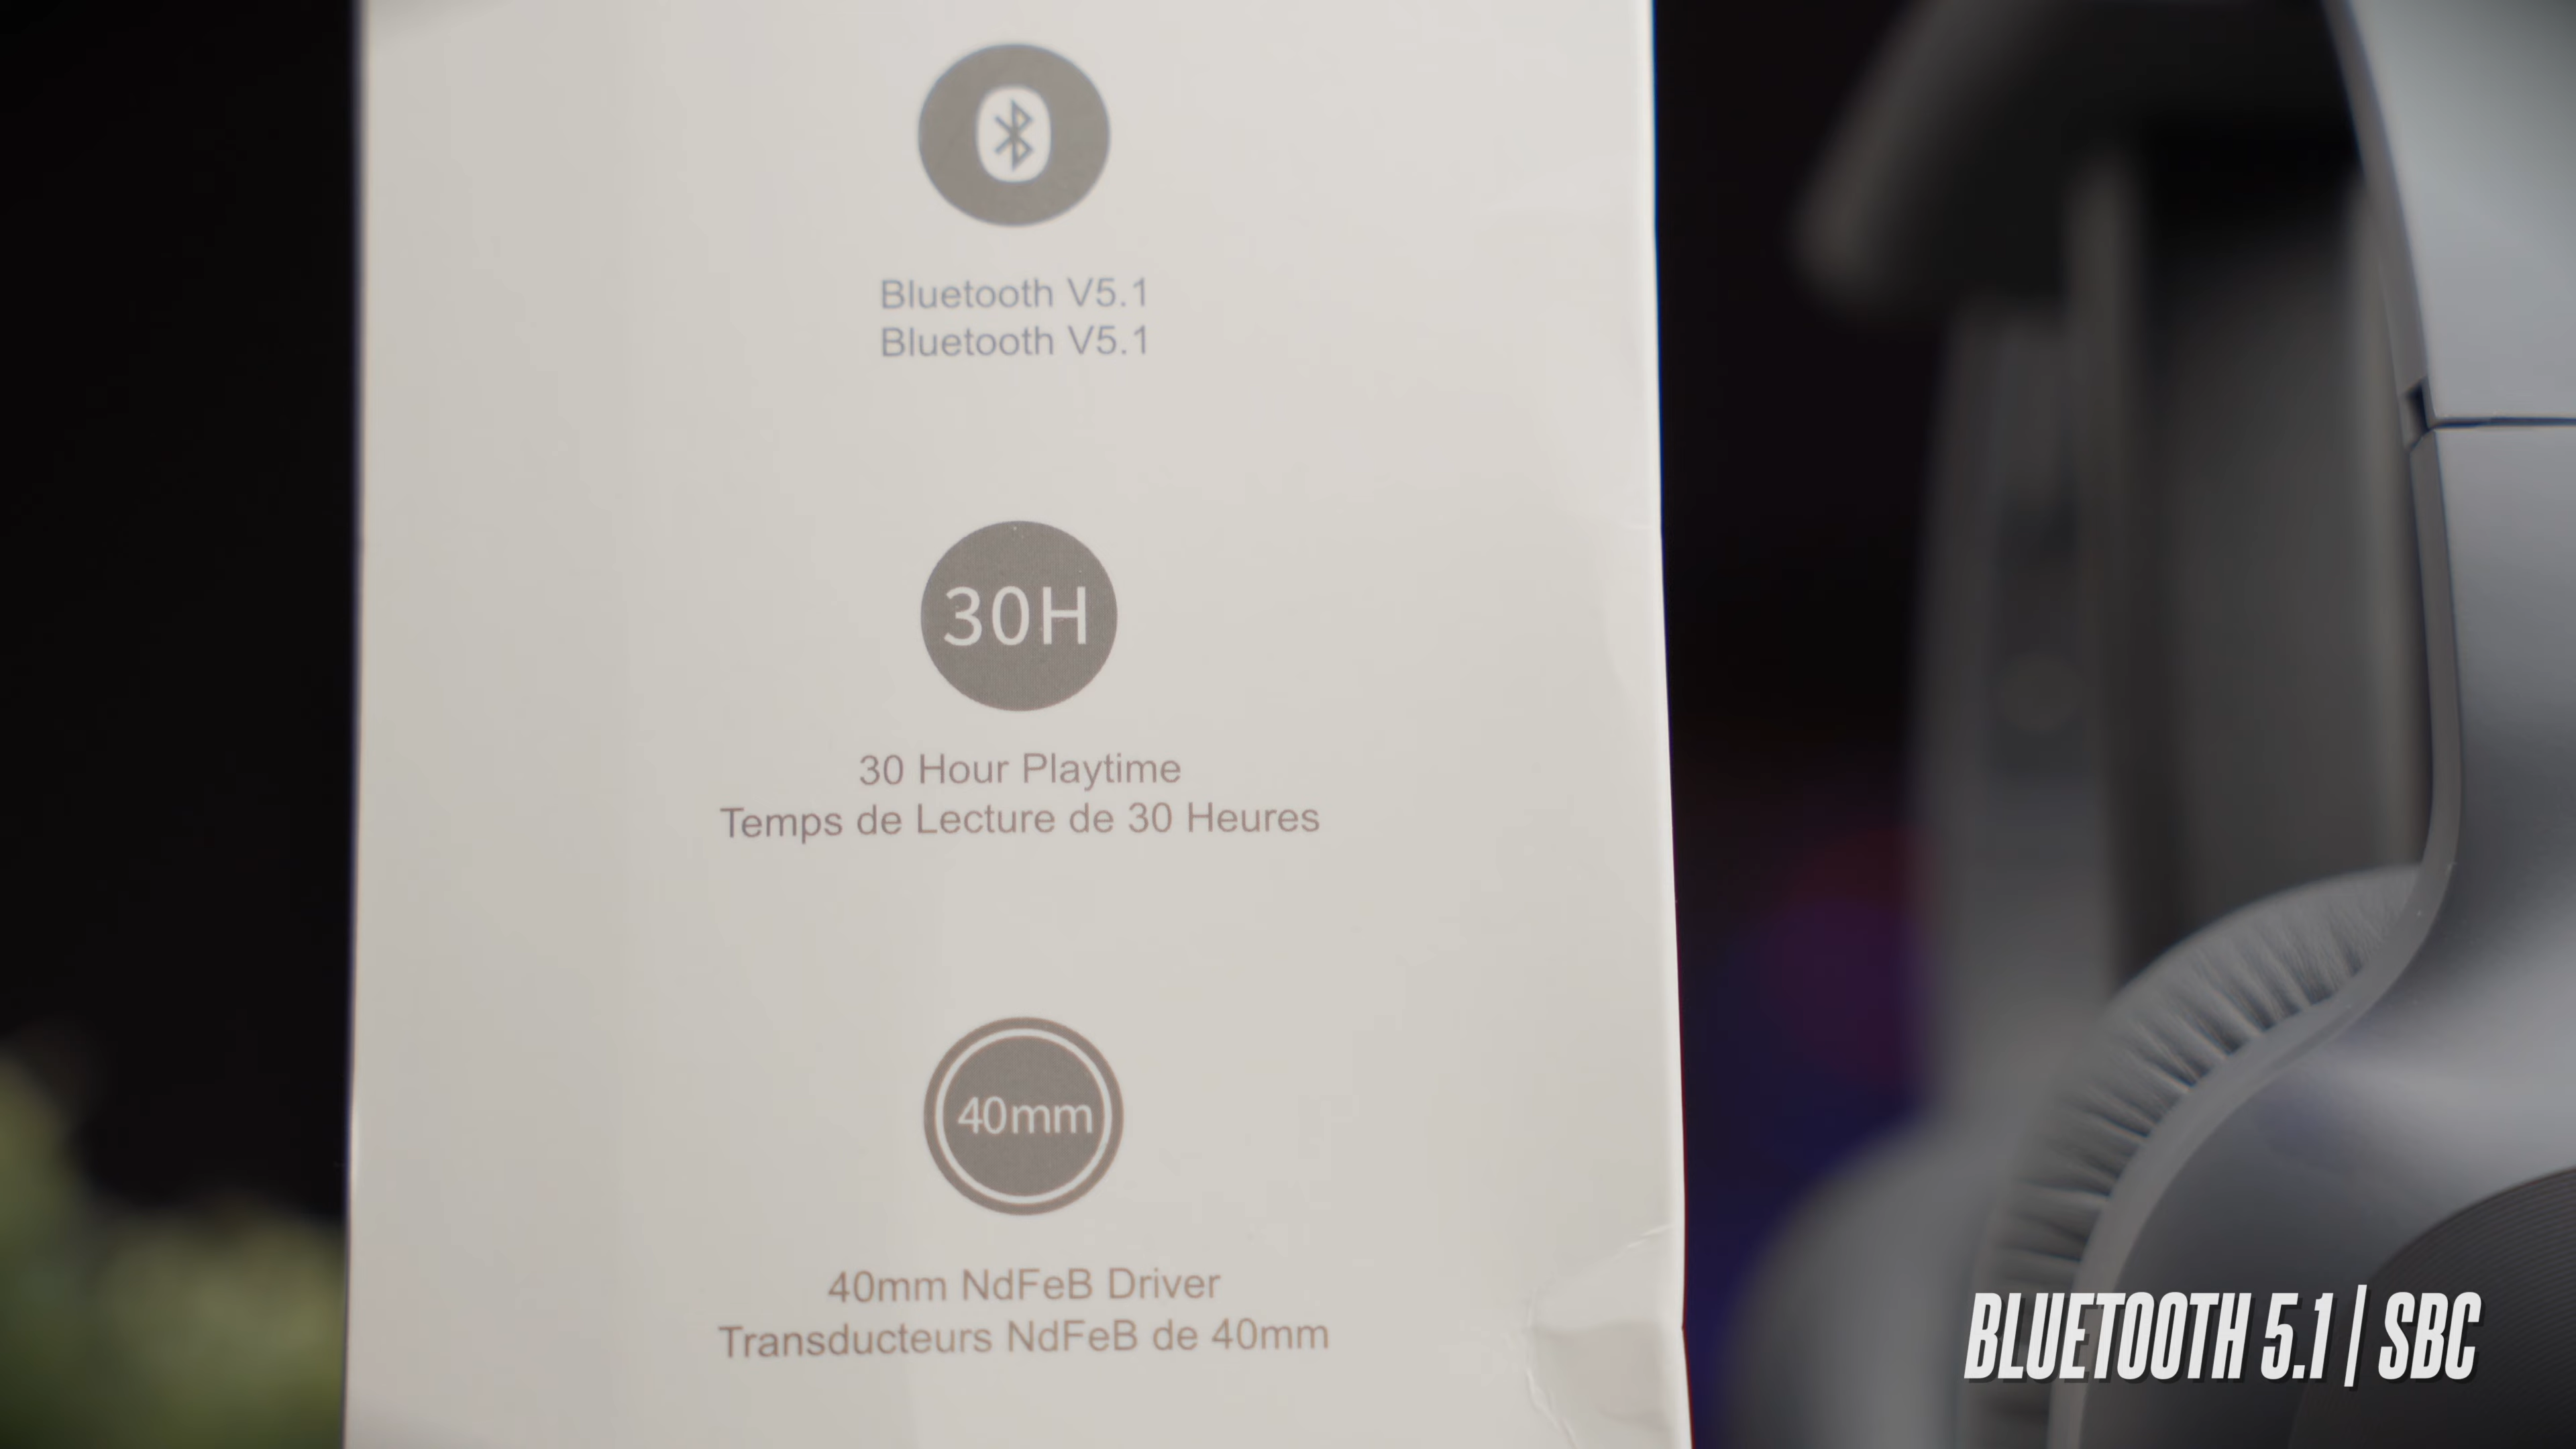 Bluetooth V5.1
Bluetooth V5.1
30H
30 Hour Playtime
Temps de Lecture de 30 Heures
40mm
40mm NdFeB Driver
Transducteurs NdFeB de 40mm
BLUETOOTH 5.1 | SBC